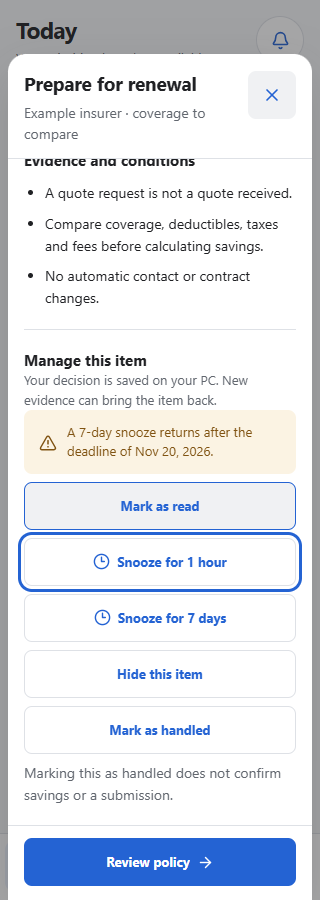 Today
Prepare for renewal
Example insurer · coverage to
compare
Evidence and conditions
• A quote request is not a quote received.
• Compare coverage, deductibles, taxes
and fees before calculating savings.
• No automatic contact or contract
changes.
Manage this item
Your decision is saved on your PC. New
evidence can bring the item back.
A 7-day snooze returns after the
deadline of Nov 20, 2026.
Mark as read
Snooze for 1 hour
Snooze for 7 days
Hide this item
Mark as handled
Marking this as handled does not confirm
savings or a submission.
Review policy